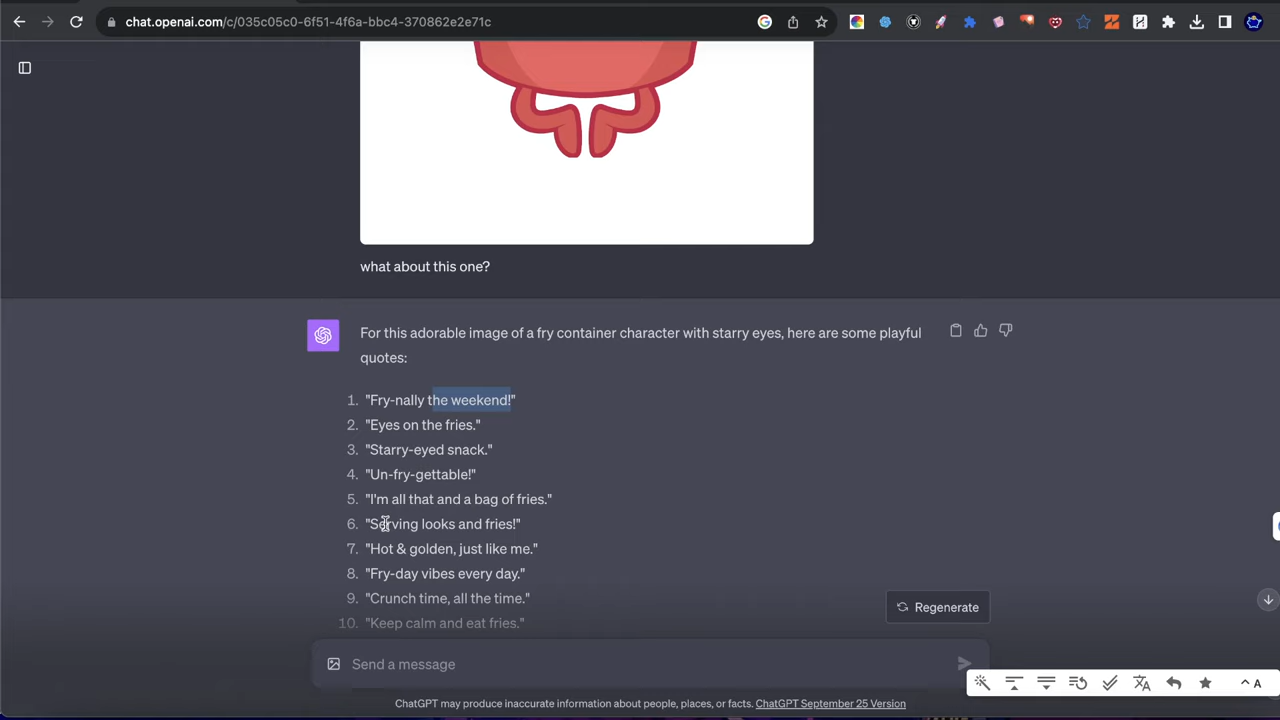 chat.openai.com/c/035c05c0-6f51-4f6a-bbc4-370862e2e71c
what about this one?
For this adorable image of a fry container character with starry eyes, here are some playful
quotes:
1. "Fry-nally the weekend!"
2. "Eyes on the fries."
3. "Starry-eyed snack."
4. "Un-fry-gettable!"
5. "I'm all that and a bag of fries."
6. "Serving looks and fries!"
7. "Hot & golden, just like me."
8. "Fry-day vibes every day."
9. "Crunch time, all the time."
10. "Keep calm and eat fries."
Regenerate
Send a message
A
ChatGPT may produce inaccurate information about people, places, or facts. ChatGPT September 25 Version